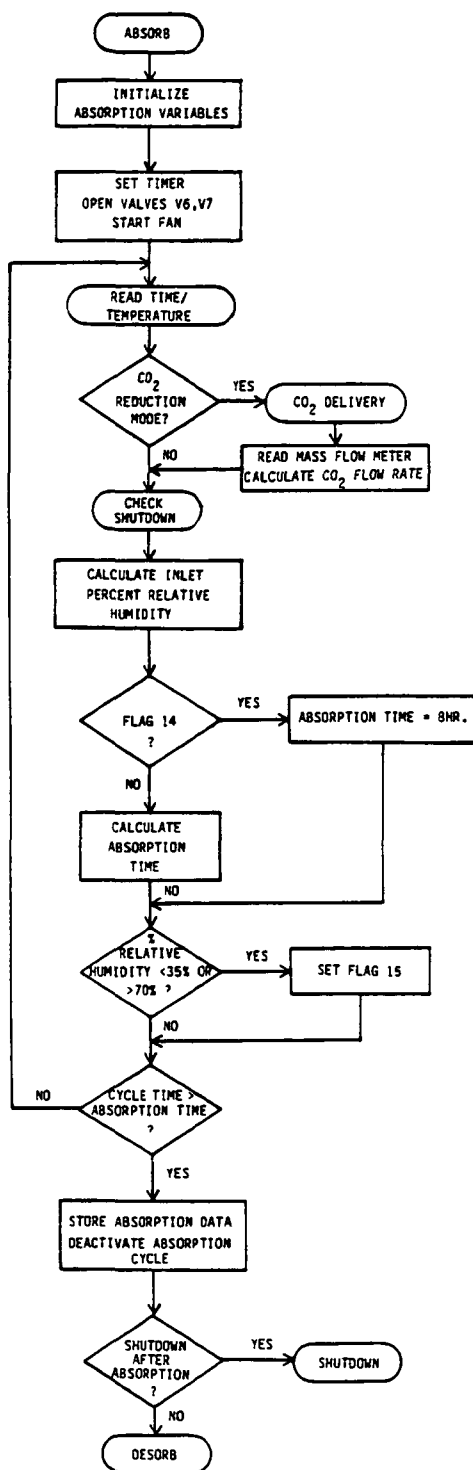 ABSORB
INITIALIZE
ABSORPTION VARIABLES
SET TIMER
OPEN VALVES V6,V7
START FAN
READ TIME/
TEMPERATURE
CO2
REDUCTION
MODE?
YES
CO2 DELIVERY
NO
READ MASS FLOW METER
CALCULATE CO2 FLOW RATE
CHECK
SHUTDOWN
CALCULATE INLET
PERCENT RELATIVE
HUMIDITY
FLAG 14
?
YES
ABSORPTION TIME = 8HR.
NO
CALCULATE
ABSORPTION
TIME
NO
%
RELATIVE
HUMIDITY <35% OR
>70% ?
YES
SET FLAG 15
NO
NO
CYCLE TIME >
ABSORPTION TIME
?
YES
STORE ABSORPTION DATA
DEACTIVATE ABSORPTION
CYCLE
SHUTDOWN
AFTER
ABSORPTION
?
YES
SHUTDOWN
NO
DESORB